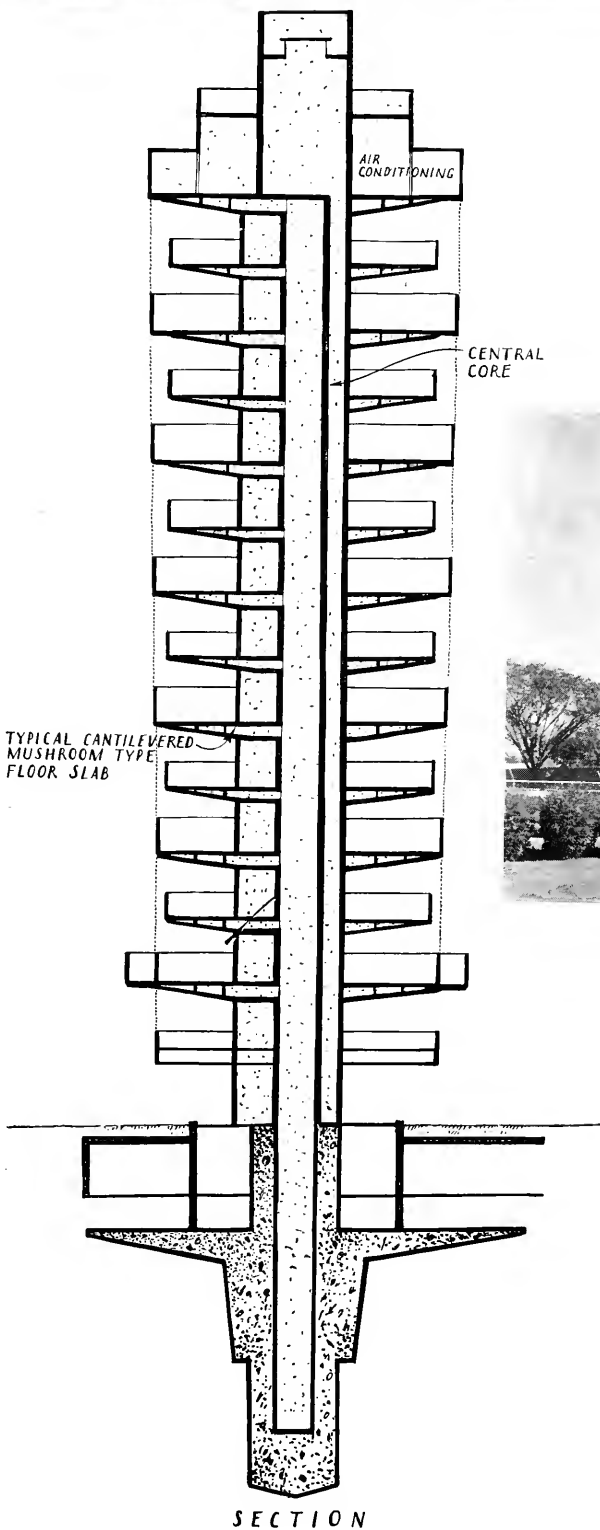 AIR
CONDITIONING
CENTRAL
CORE
TYPICAL CANTILEVERED
MUSHROOM TYPE
FLOOR SLAB
SECTION